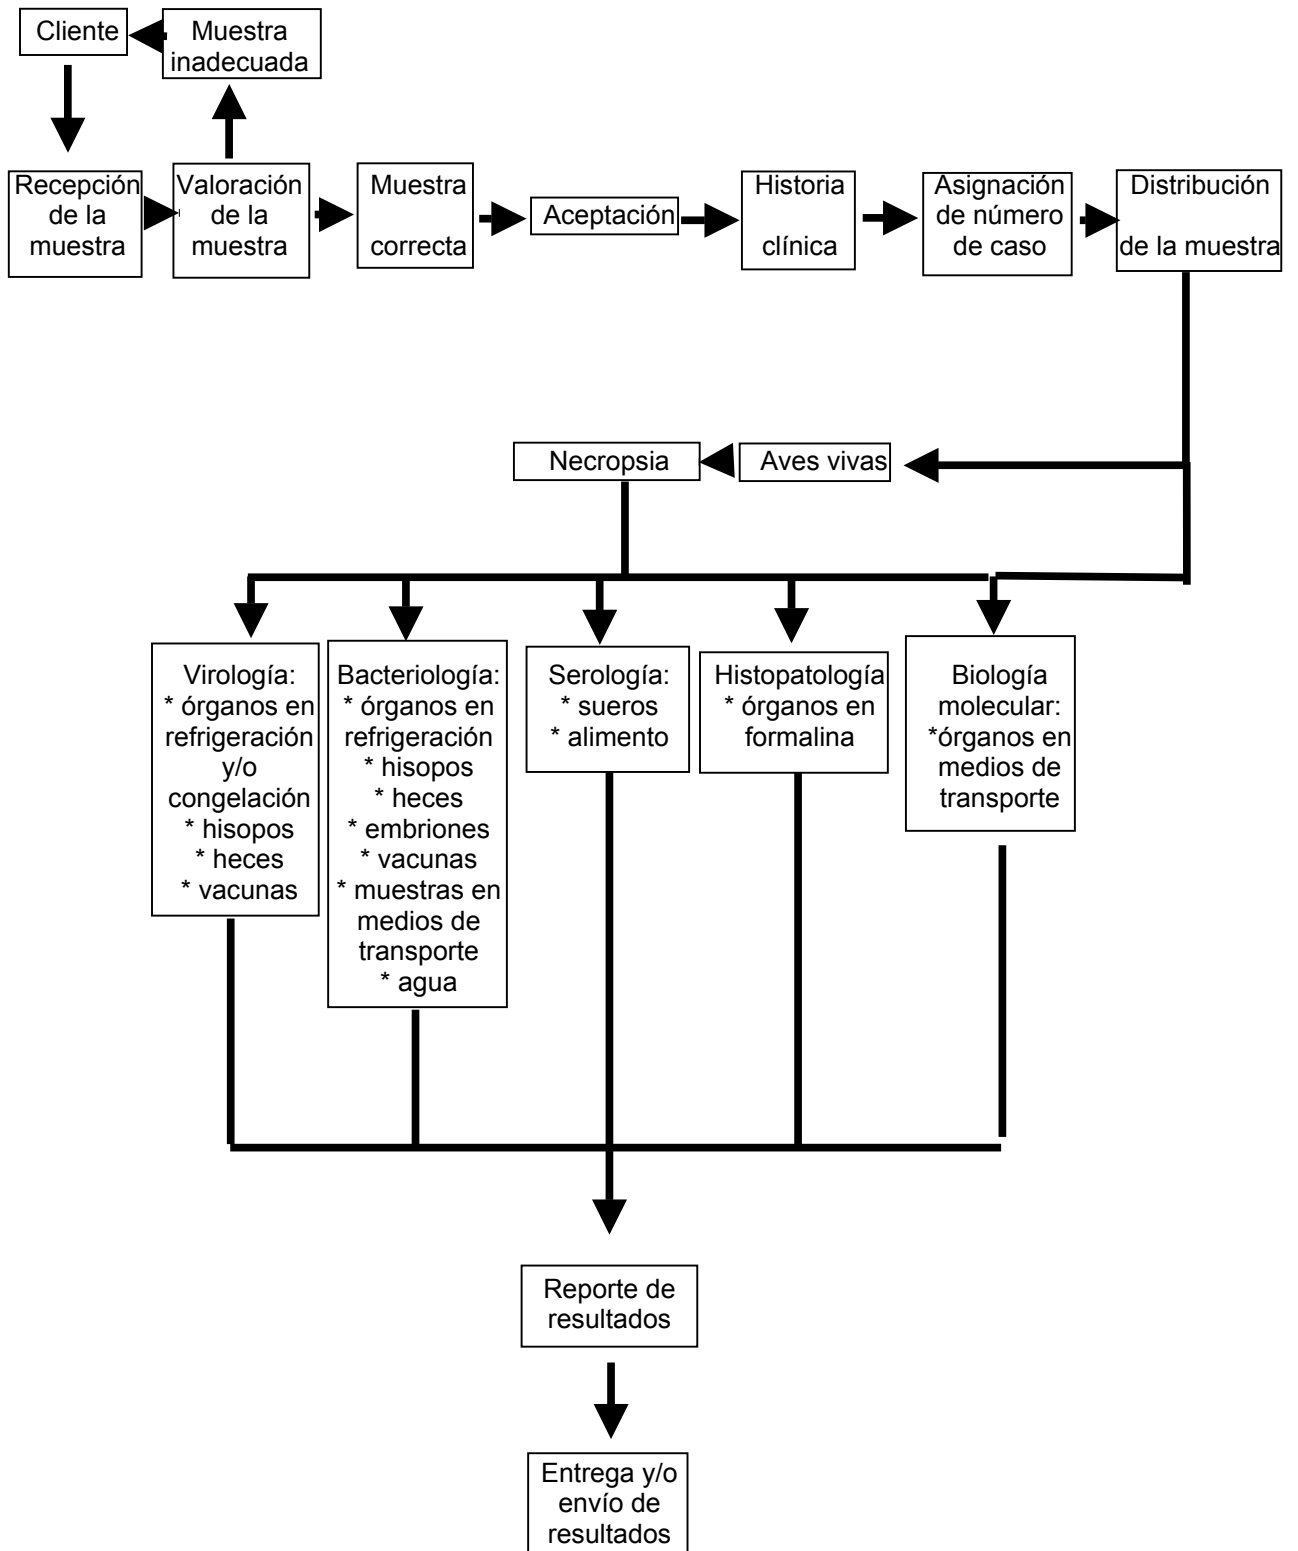 Cliente
Muestra
inadecuada
Recepción
de la
muestra
Valoración
de la
muestra
Muestra
correcta
Aceptación
Historia
clínica
Asignación
de número
de caso
Distribución
de la muestra
Necropsia
Aves vivas
Virología:
* órganos en
refrigeración
y/o
congelación
* hisopos
* heces
* vacunas
Bacteriología:
* órganos en
refrigeración
* hisopos
* heces
* embriones
* vacunas
* muestras en
medios de
transporte
* agua
Serología:
* sueros
* alimento
Histopatología
* órganos en
formalina
Biología
molecular:
*órganos en
medios de
transporte
Reporte de
resultados
Entrega y/o
envío de
resultados